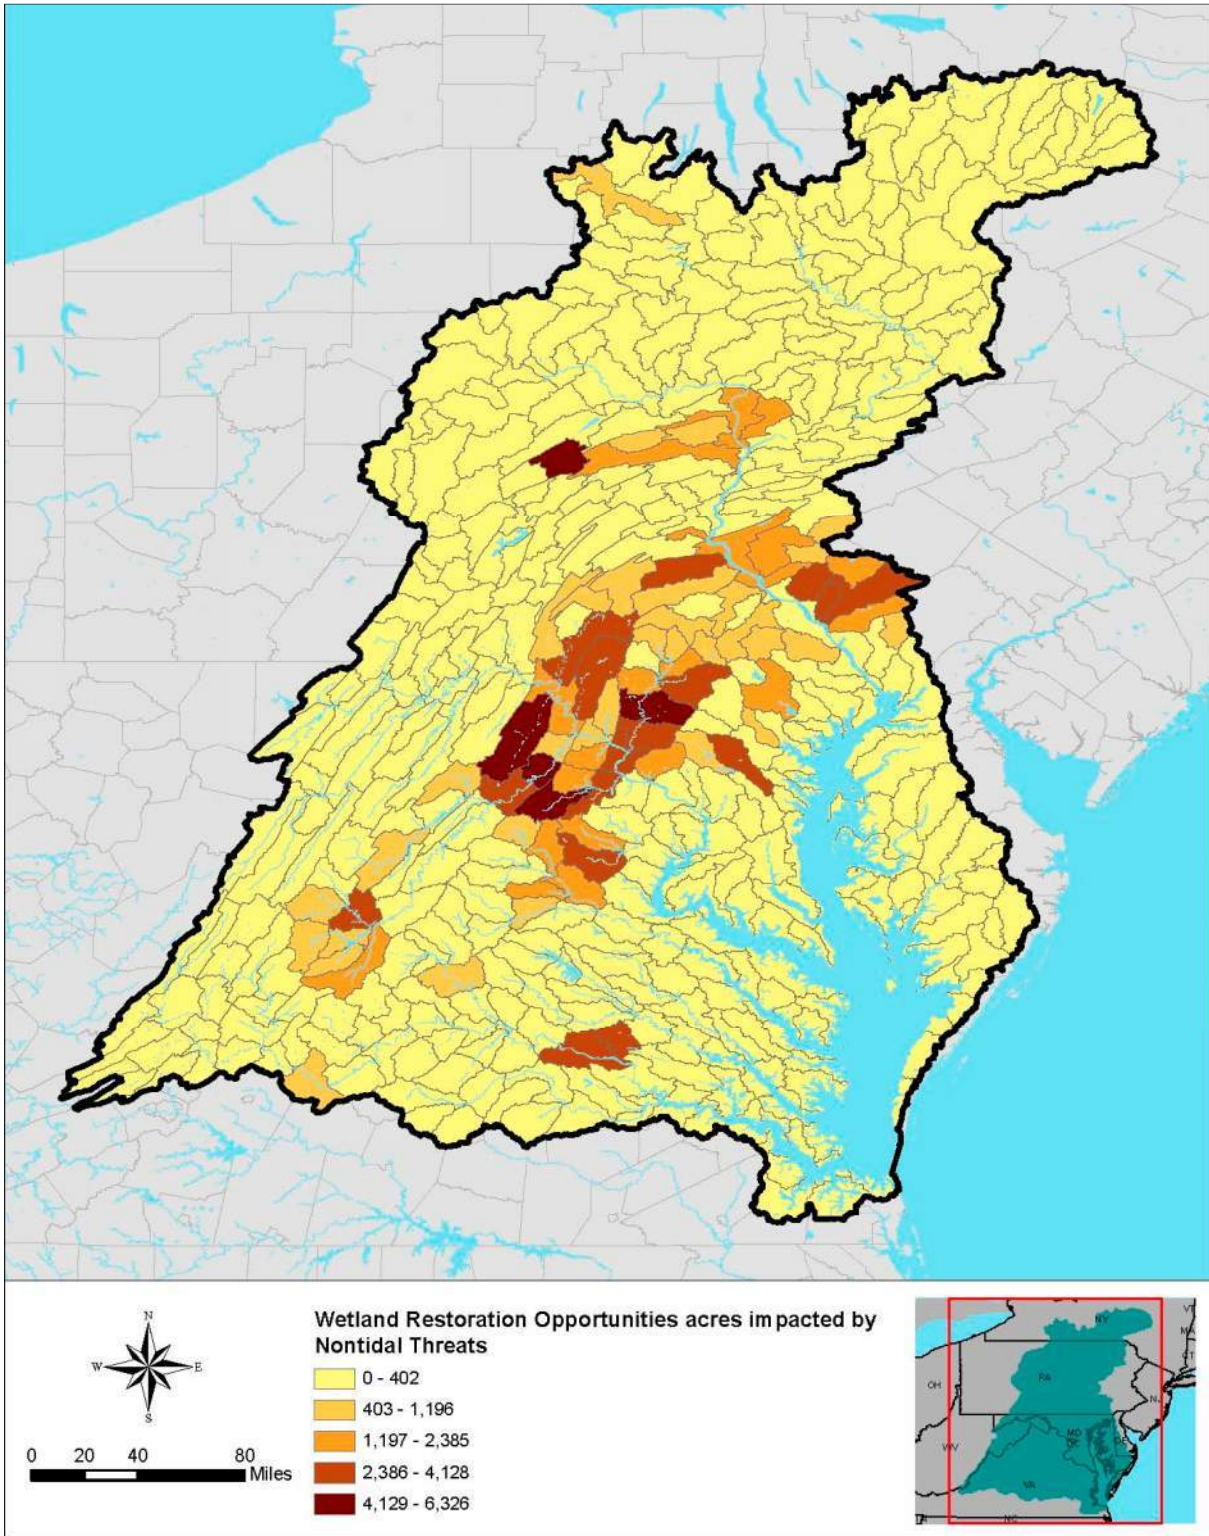 N
W E
S
0 20 40 80
Miles
Wetland Restoration Opportunities acres impacted by
Nontidal Threats
0 - 402
403 - 1,196
1,197 - 2,385
2,386 - 4,128
4,129 - 6,326
NY
VT
MA
CT
OH
PA
NJ
WV
MD
DE
VA
NC